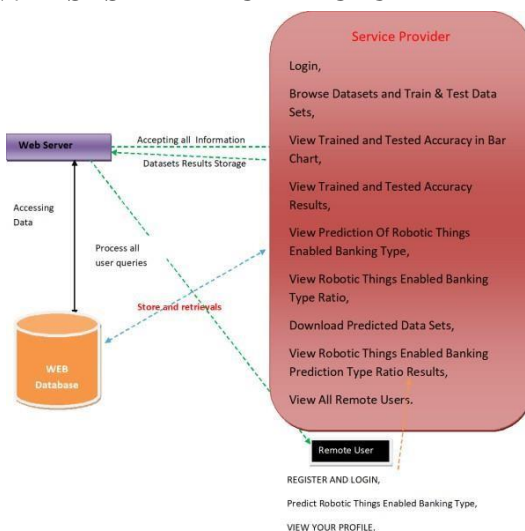 Service Provider
Login,
Browse Datasets and Train & Test Data
Sets,
View Trained and Tested Accuracy in Bar
Chart,
View Trained and Tested Accuracy
Results,
View Prediction Of Robotic Things
Enabled Banking Type,
View Robotic Things Enabled Banking
Type Ratio,
Download Predicted Data Sets,
View Robotic Things Enabled Banking
Prediction Type Ratio Results,
View All Remote Users.
Web Server
Accepting all Information
Datasets Results Storage
Accessing
Data
Process all
user queries
Store and retrievals
WEB
Database
Remote User
REGISTER AND LOGIN,
Predict Robotic Things Enabled Banking Type,
VIEW YOUR PROFILE.